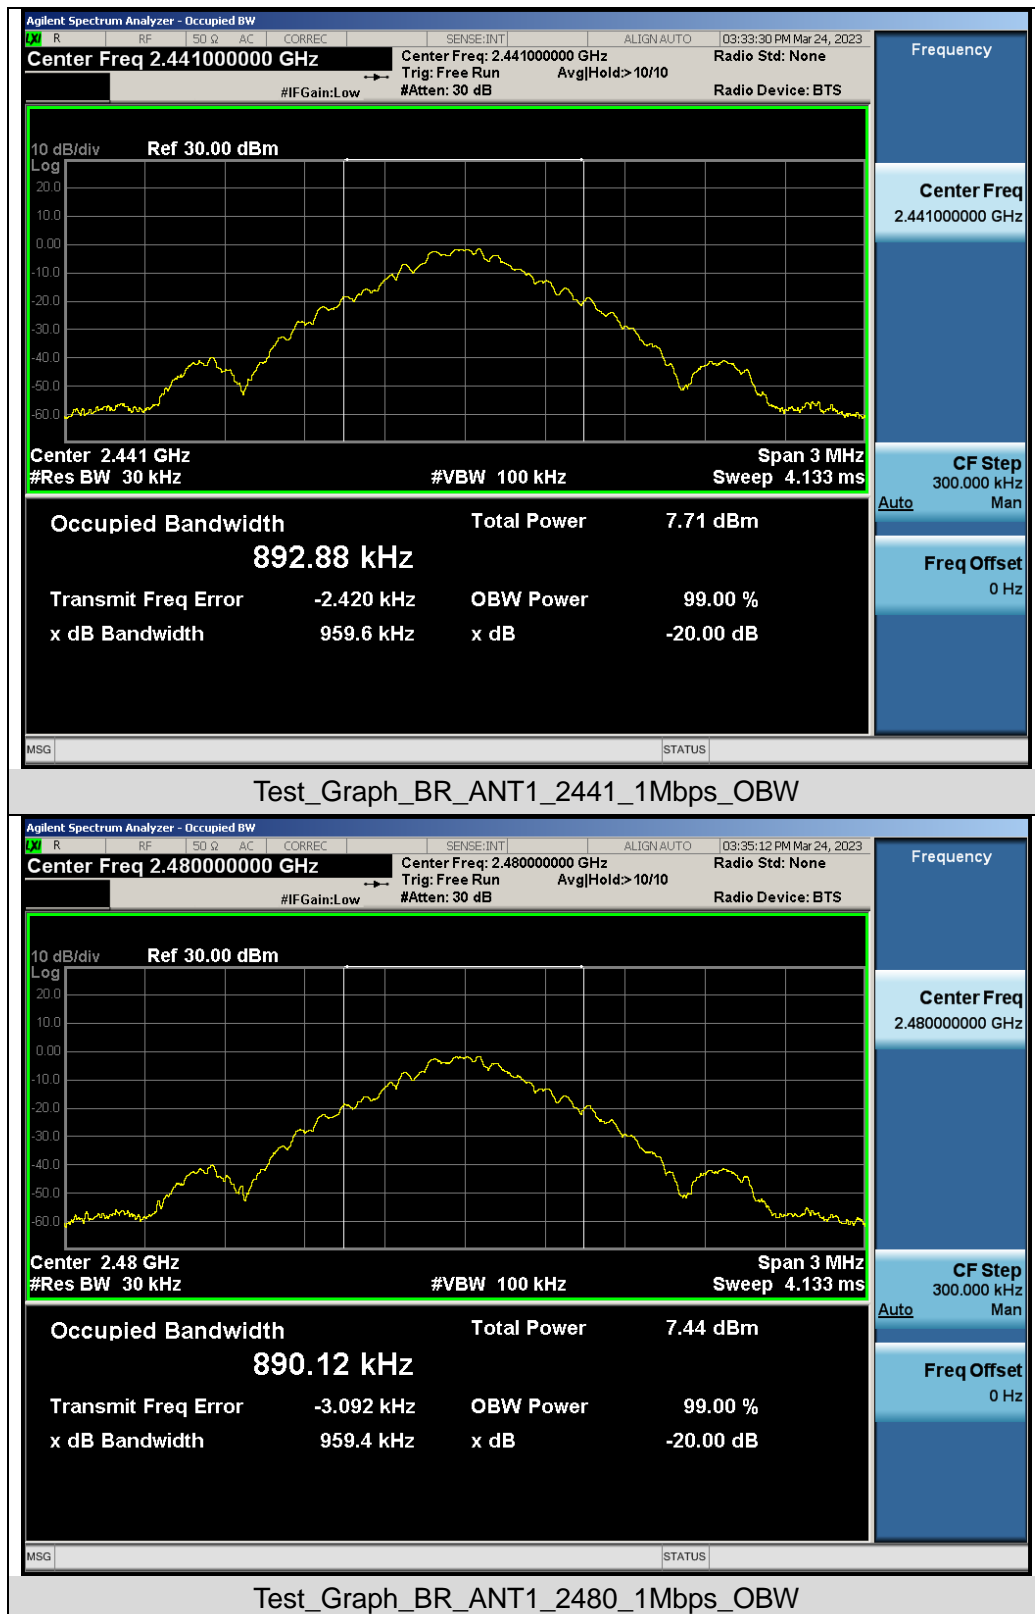 Agilent Spectrum Analyzer - Occupied BW
LXI R RF 50 Ω AC CORREC SENSE:INT ALIGN AUTO 03:33:30 PM Mar 24, 2023
Center Freq 2.441000000 GHz Center Freq: 2.441000000 GHz Radio Std: None
Trig: Free Run Avg|Hold:>10/10
#IFGain:Low #Atten: 30 dB Radio Device: BTS
Frequency
10 dB/div Ref 30.00 dBm
Log
20.0
10.0
0.00
-10.0
-20.0
-30.0
-40.0
-50.0
-60.0
Center 2.441 GHz Span 3 MHz
#Res BW 30 kHz #VBW 100 kHz Sweep 4.133 ms
Center Freq
2.441000000 GHz
CF Step
300.000 kHz
Auto Man
Freq Offset
0 Hz
Occupied Bandwidth Total Power 7.71 dBm
892.88 kHz
Transmit Freq Error -2.420 kHz OBW Power 99.00 %
x dB Bandwidth 959.6 kHz x dB -20.00 dB
MSG STATUS
Test_Graph_BR_ANT1_2441_1Mbps_OBW
Agilent Spectrum Analyzer - Occupied BW
LXI R RF 50 Ω AC CORREC SENSE:INT ALIGN AUTO 03:35:12 PM Mar 24, 2023
Center Freq 2.480000000 GHz Center Freq: 2.480000000 GHz Radio Std: None
Trig: Free Run Avg|Hold:>10/10
#IFGain:Low #Atten: 30 dB Radio Device: BTS
Frequency
10 dB/div Ref 30.00 dBm
Log
20.0
10.0
0.00
-10.0
-20.0
-30.0
-40.0
-50.0
-60.0
Center 2.48 GHz Span 3 MHz
#Res BW 30 kHz #VBW 100 kHz Sweep 4.133 ms
Center Freq
2.480000000 GHz
CF Step
300.000 kHz
Auto Man
Freq Offset
0 Hz
Occupied Bandwidth Total Power 7.44 dBm
890.12 kHz
Transmit Freq Error -3.092 kHz OBW Power 99.00 %
x dB Bandwidth 959.4 kHz x dB -20.00 dB
MSG STATUS
Test_Graph_BR_ANT1_2480_1Mbps_OBW